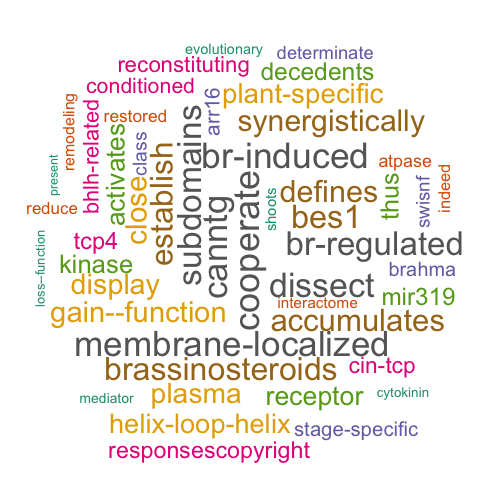 evolutionary
determinate
reconstituting
decedents
conditioned
plant-specific
arr16
restored
synergistically
remodeling
bhlh-related
activates
class
subdomains
br-induced
atpase
present
close
establish
canntg
cooperate
shoots
defines
thus
swisnf
indeed
reduce
bes1
tcp4
br-regulated
loss--function
kinase
brahma
display
dissect
mir319
interactome
gain--function
accumulates
membrane-localized
brassinosteroids
cin-tcp
mediator
plasma
receptor
cytokinin
helix-loop-helix
stage-specific
responsescopyright